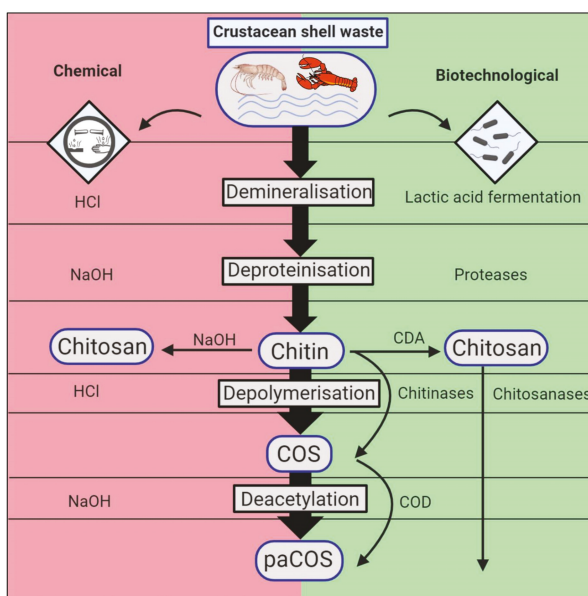 Crustacean shell waste
Chemical
Biotechnological
Demineralisation
HCl
Lactic acid fermentation
Deproteinisation
NaOH
Proteases
Chitosan
NaOH
Chitin
CDA
Chitosan
HCl
Depolymerisation
Chitinases
Chitosanases
COS
NaOH
Deacetylation
COD
paCOS